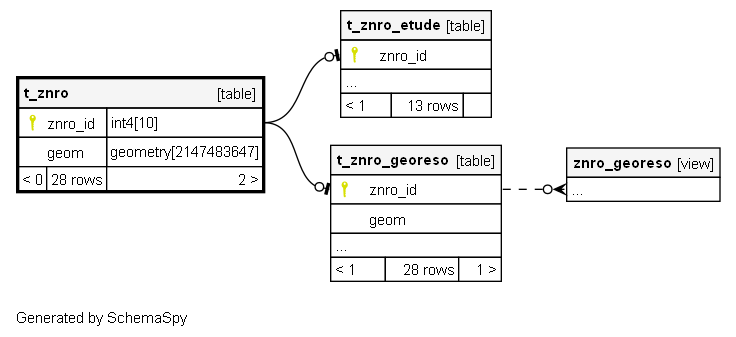 t_znro [table]
znro_id int4[10]
geom geometry[2147483647]
< 0 28 rows 2 >
t_znro_etude [table]
znro_id
...
< 1 13 rows
t_znro_georeso [table]
znro_id
geom
...
< 1 28 rows 1 >
znro_georeso [view]
...
Generated by SchemaSpy